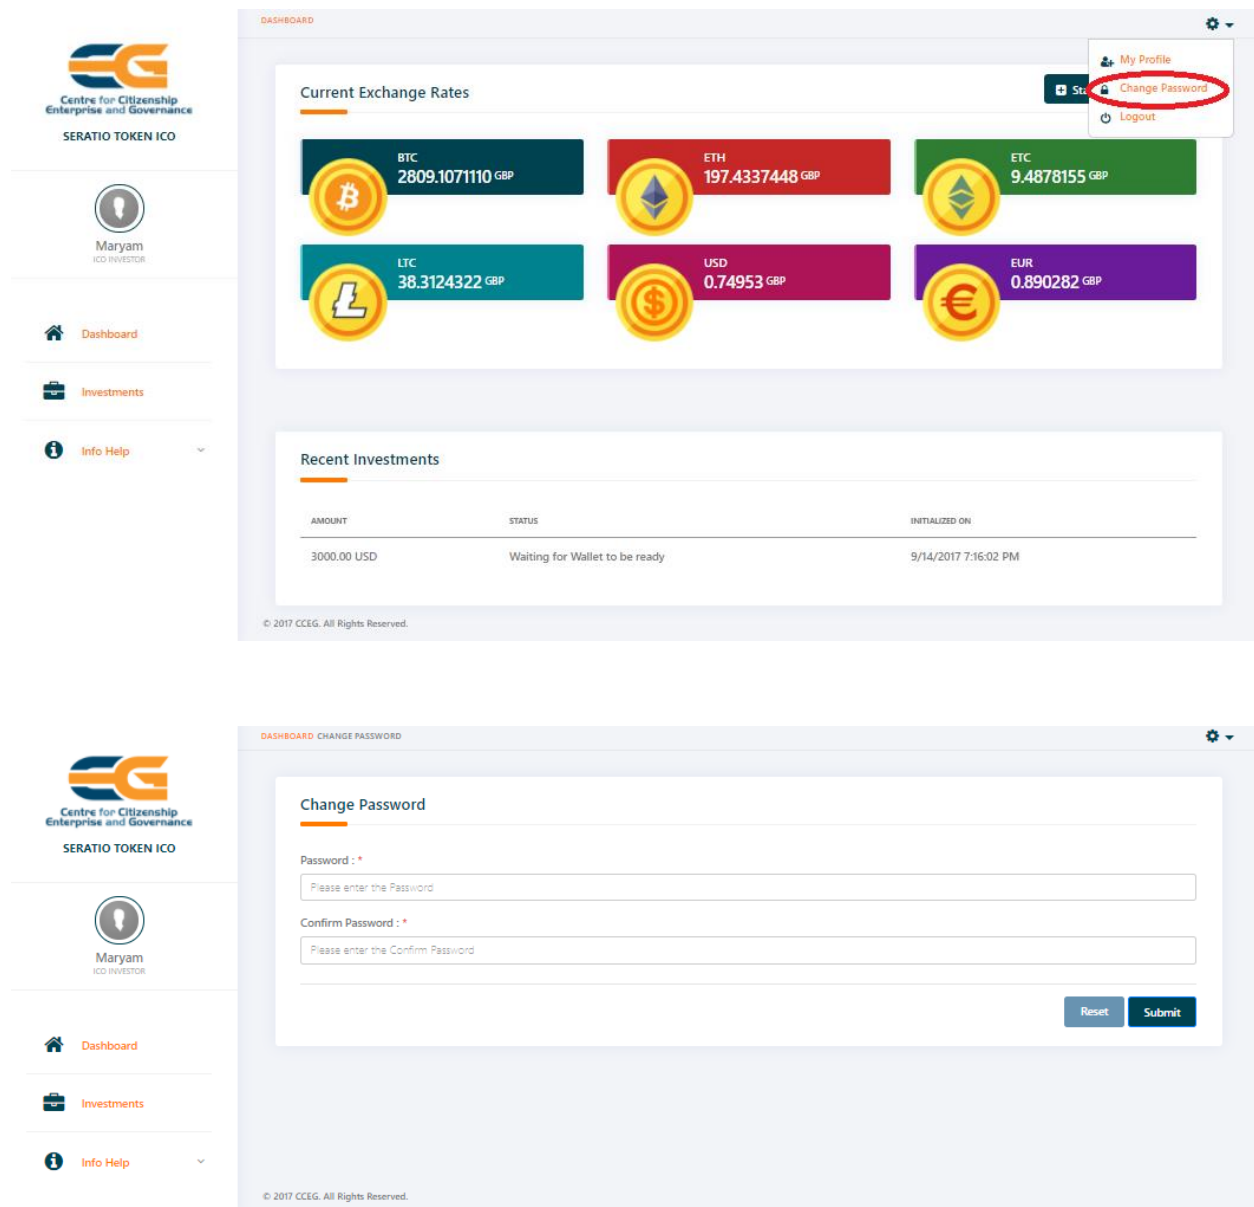 DASHBOARD
My Profile
Change Password
Logout
Centre for Citizenship
Enterprise and Governance
SERATIO TOKEN ICO
Maryam
ICO INVESTOR
Dashboard
Investments
Info Help
Current Exchange Rates
BTC
2809.1071110 GBP
ETH
197.4337448 GBP
ETC
9.4878155 GBP
LTC
38.3124322 GBP
USD
0.74953 GBP
EUR
0.890282 GBP
Recent Investments
AMOUNT STATUS INITIALIZED ON
3000.00 USD Waiting for Wallet to be ready 9/14/2017 7:16:02 PM
© 2017 CCEG. All Rights Reserved.
DASHBOARD CHANGE PASSWORD
Centre for Citizenship
Enterprise and Governance
SERATIO TOKEN ICO
Maryam
ICO INVESTOR
Dashboard
Investments
Info Help
Change Password
Password : *
Please enter the Password
Confirm Password : *
Please enter the Confirm Password
Reset Submit
© 2017 CCEG. All Rights Reserved.